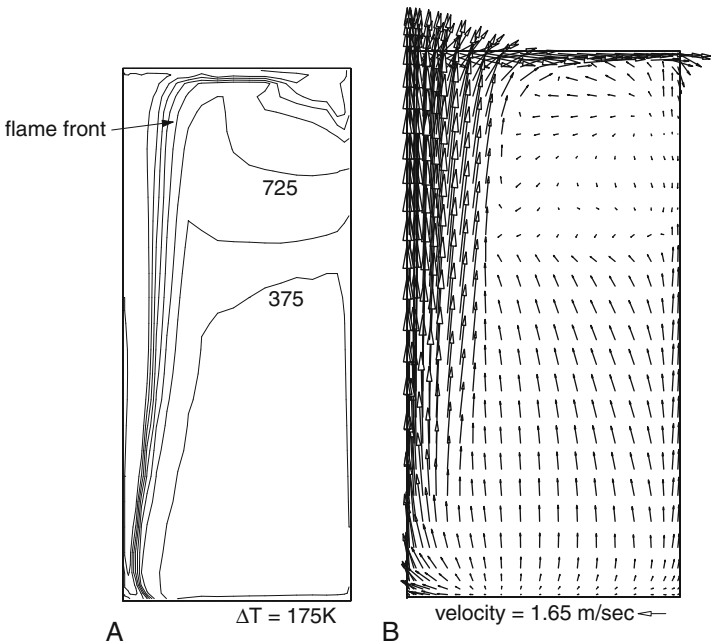 flame front
725
375
ΔT = 175K
velocity = 1.65 m/sec
A
B